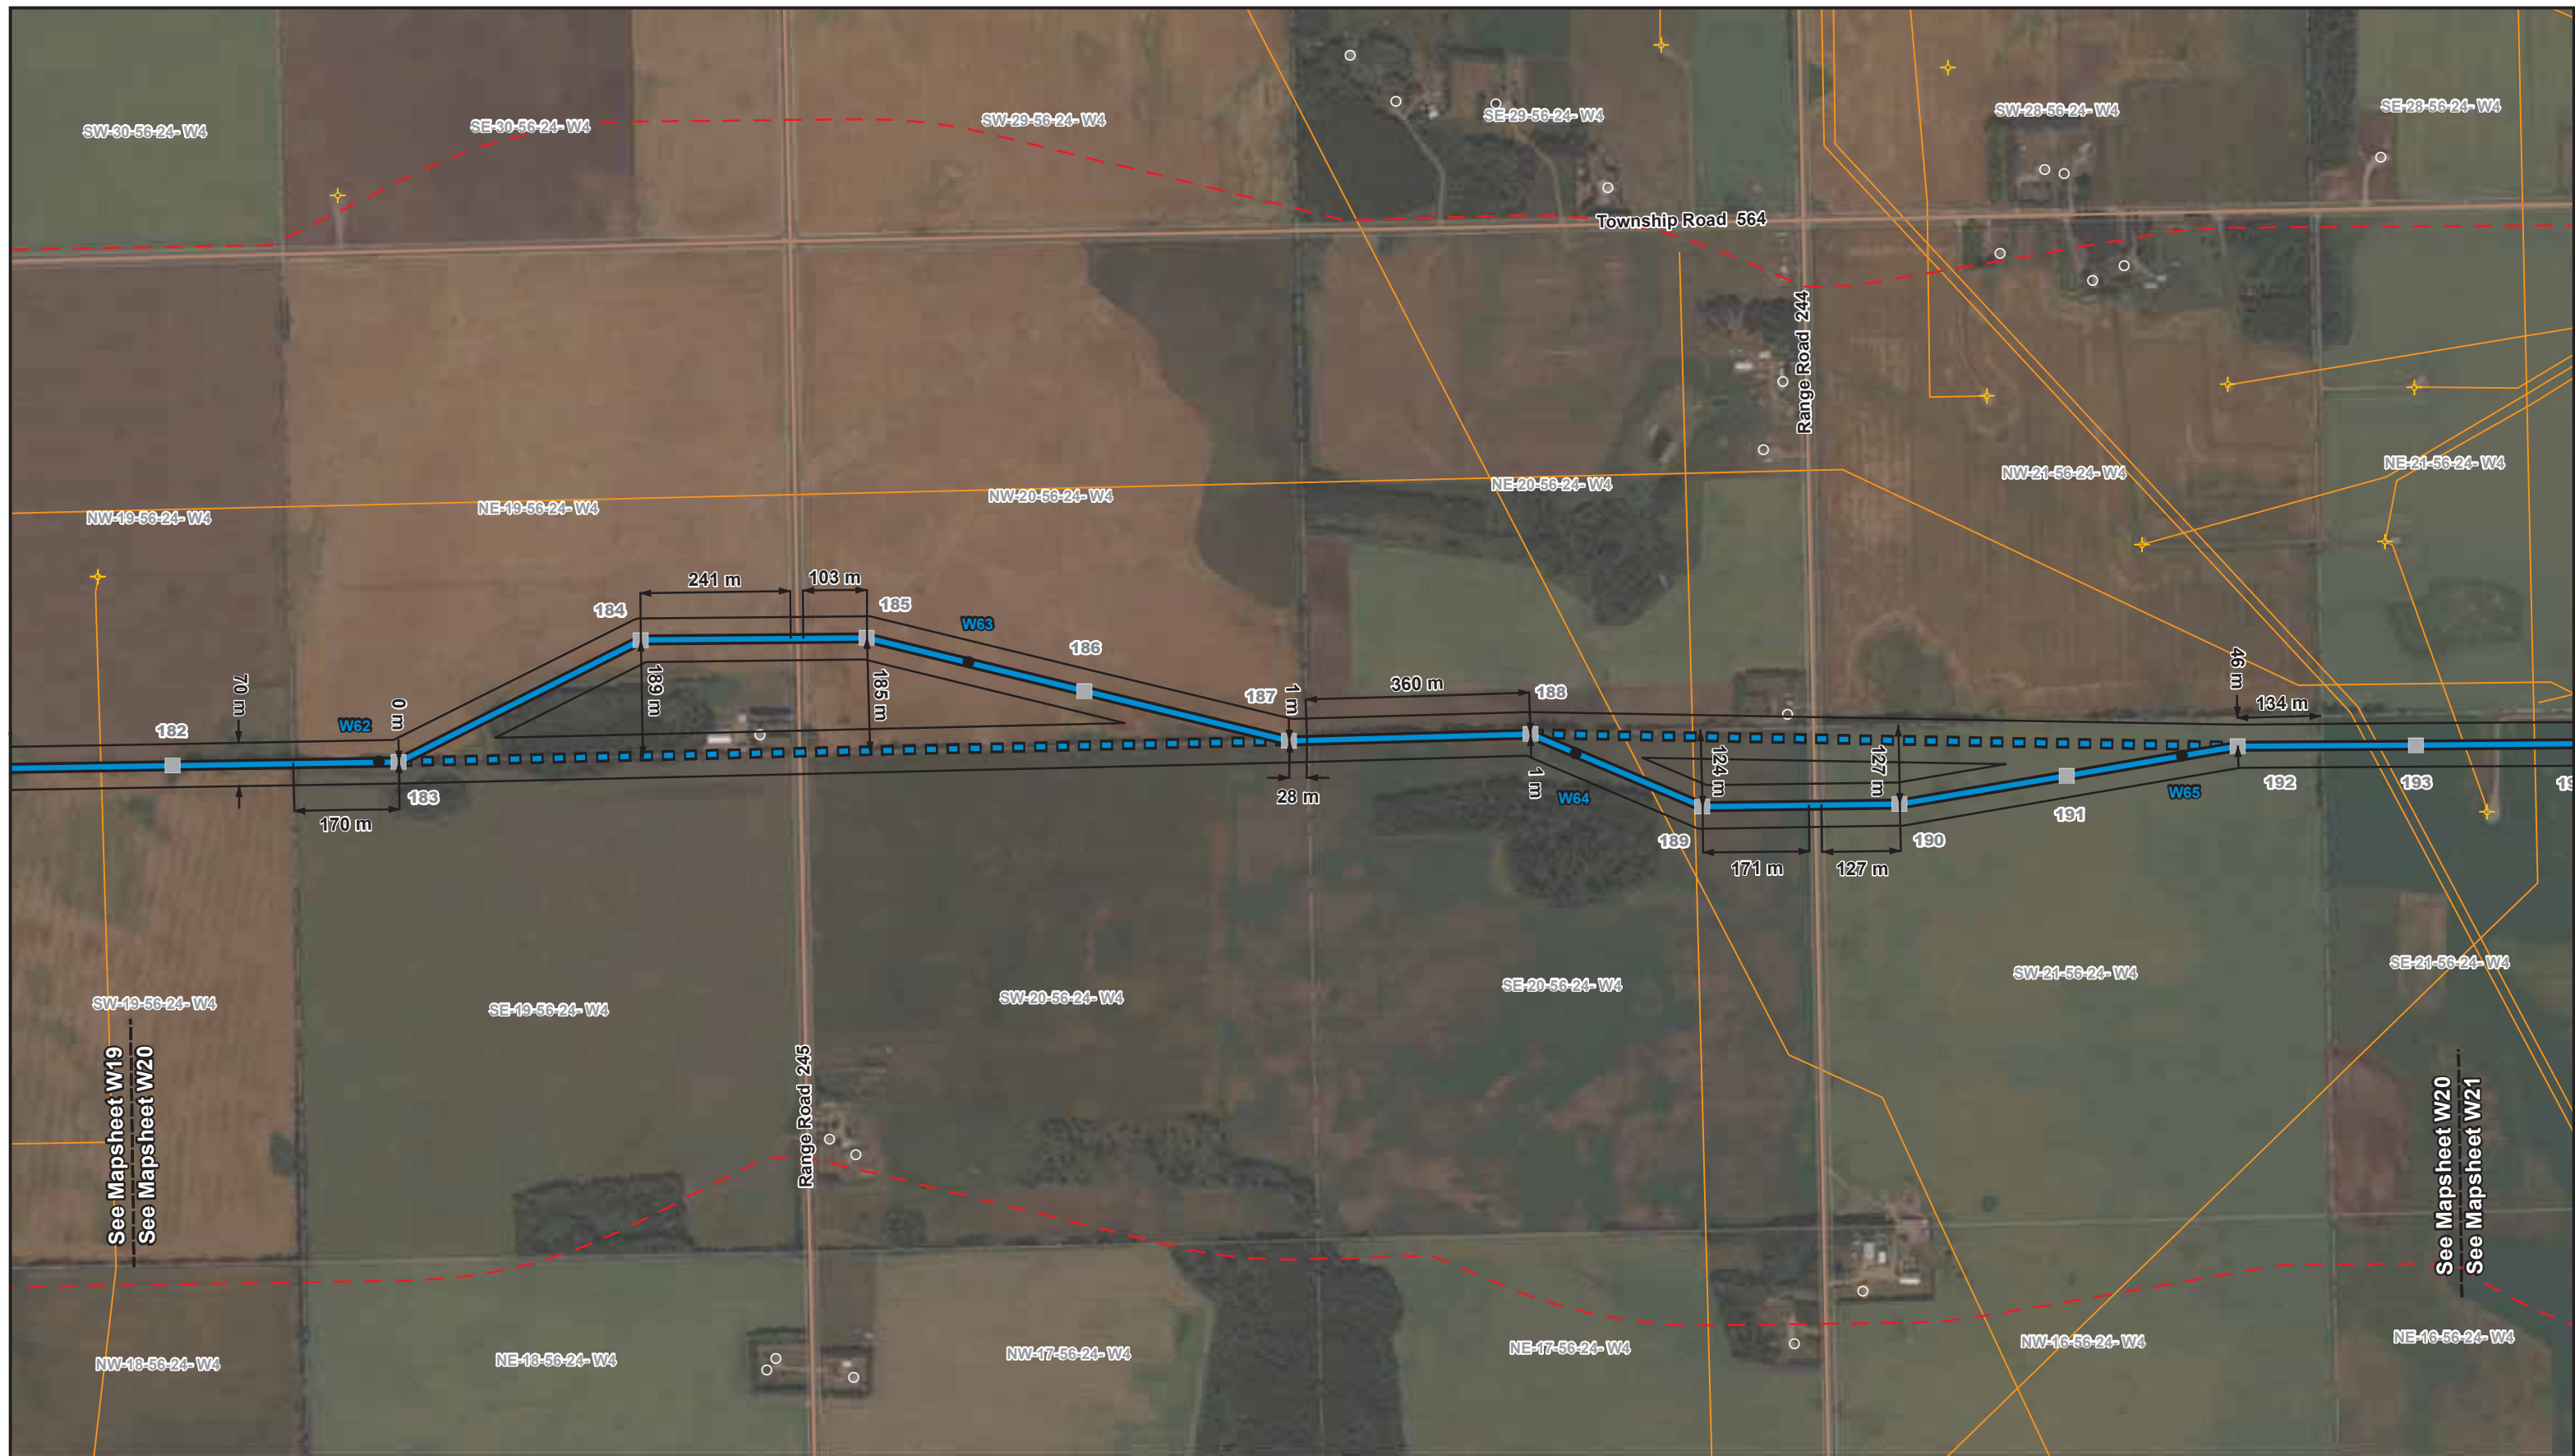 SW-30-56-24- W4
SE-30-56-24- W4
SW-29-56-24- W4
SE-29-56-24- W4
SW-28-56-24- W4
SE-28-56-24- W4
Township Road 564
Range Road 244
NW-19-56-24- W4
NE-19-56-24- W4
NW-20-56-24- W4
NE-20-56-24- W4
NW-21-56-24- W4
NE-21-56-24- W4
241 m
103 m
184
185
W63
186
189 m
185 m
70 m
0 m
W62
182
183
170 m
187
1 m
360 m
188
28 m
1 m
W64
124 m
127 m
189
190
171 m
127 m
191
W65
46 m
134 m
192
193
19
SW-19-56-24- W4
SE-19-56-24- W4
SW-20-56-24- W4
SE-20-56-24- W4
SW-21-56-24- W4
SE-21-56-24- W4
See Mapsheet W19
See Mapsheet W20
Range Road 245
See Mapsheet W20
See Mapsheet W21
NW-18-56-24- W4
NE-18-56-24- W4
NW-17-56-24- W4
NE-17-56-24- W4
NW-16-56-24- W4
NE-16-56-24- W4